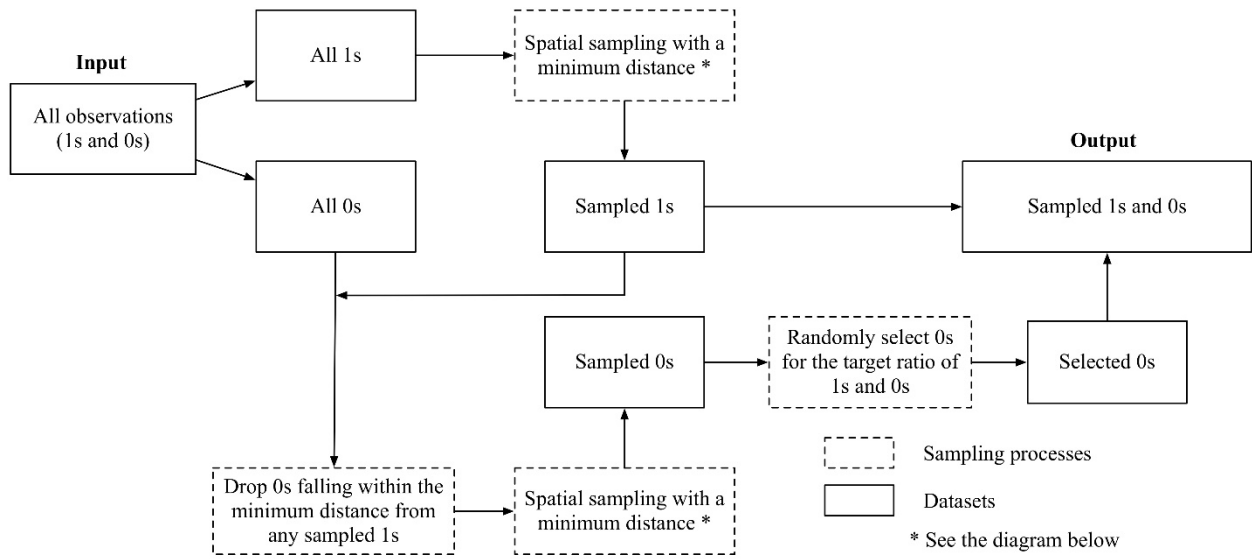 Input
All observations
(1s and 0s)
All 1s
Spatial sampling with a
minimum distance *
All 0s
Sampled 1s
Output
Sampled 1s and 0s
Sampled 0s
Randomly select 0s
for the target ratio of
1s and 0s
Selected 0s
Drop 0s falling within the
minimum distance from
any sampled 1s
Spatial sampling with a
minimum distance *
Sampling processes
Datasets
* See the diagram below